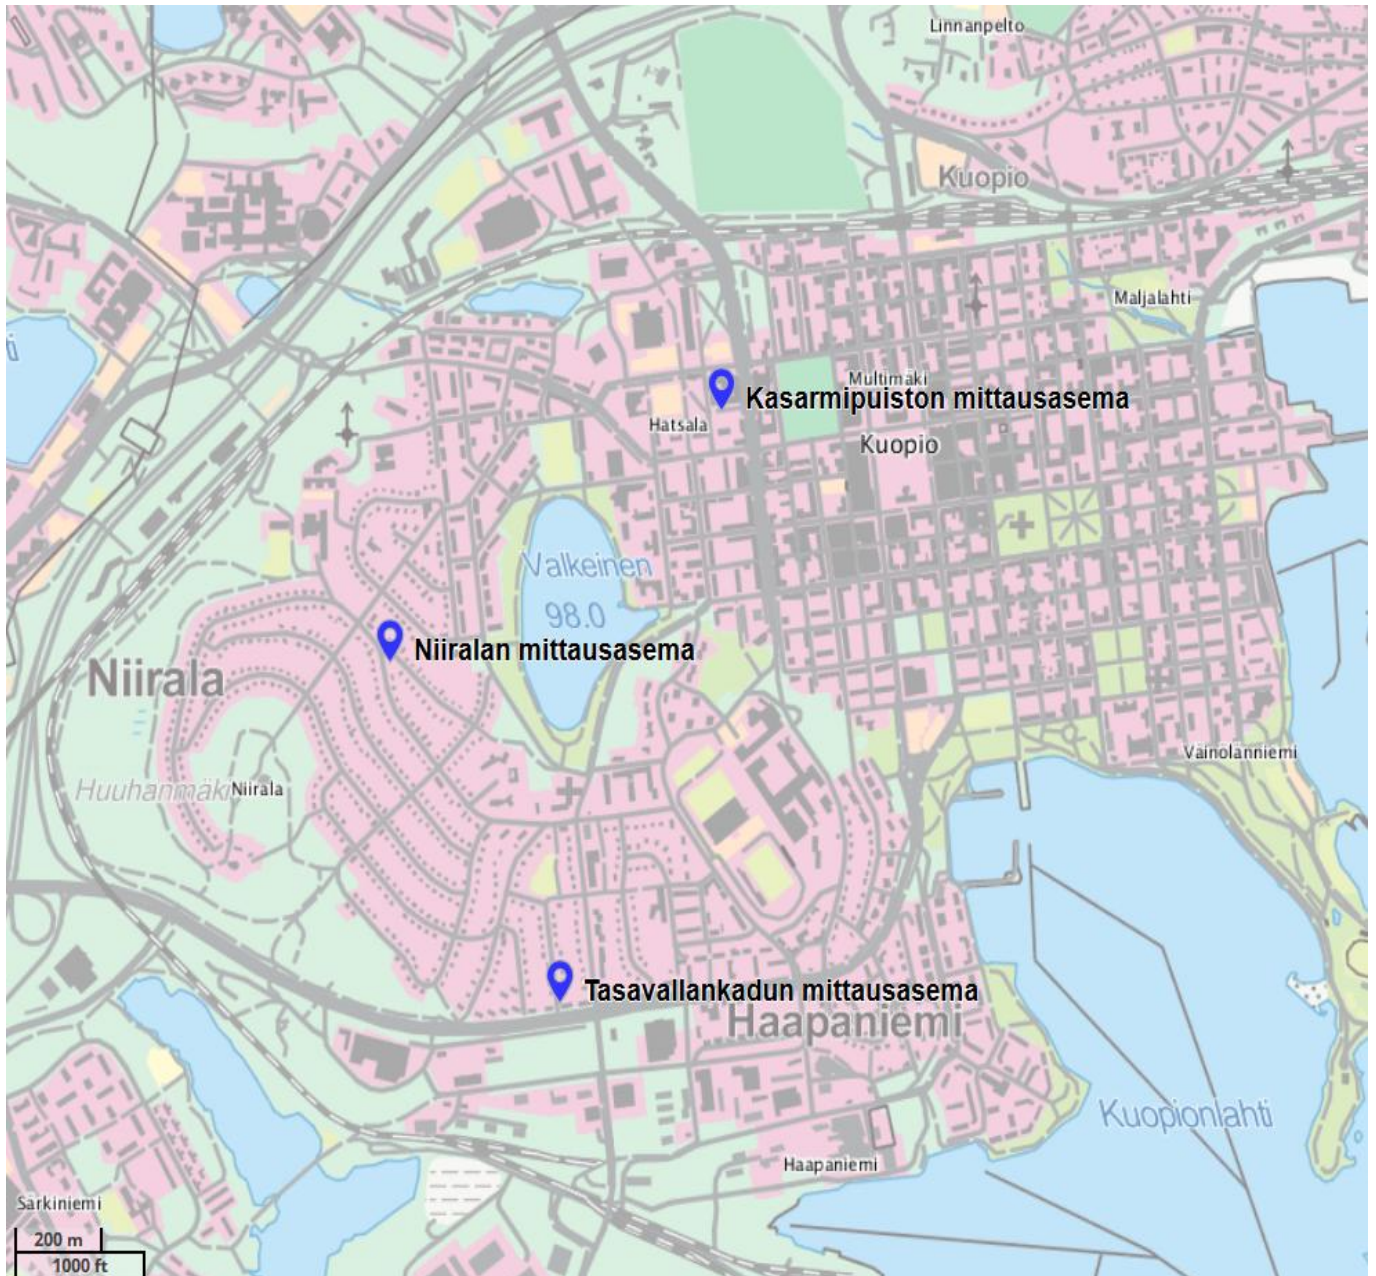 Linnanpelto
Kuopio
Maljalahti
Multimäki
Kasarmipuiston mittausasema
Hatsala
Kuopio
Valkeinen
98.0
Niiralan mittausasema
Niirala
Väinölänniemi
Huuhanmäki
Niirala
Tasavallankadun mittausasema
Haapaniemi
Kuopionlahti
Haapaniemi
Särkiniemi
200 m
1000 ft